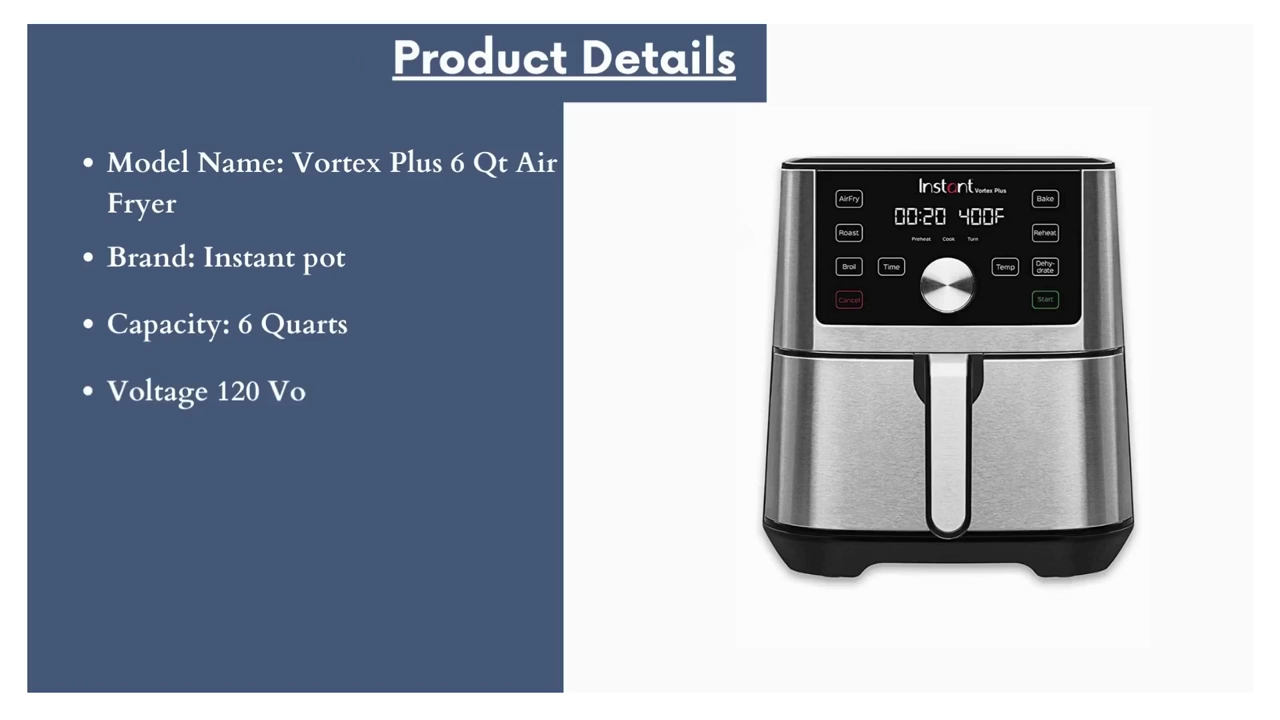 Product Details
• Model Name: Vortex Plus 6 Qt Air
Fryer
• Brand: Instant pot
• Capacity: 6 Quarts
• Voltage 120 Vo
Instant Vortex Plus
AirFry
Bake
00:20 400F
Roast
Reheat
Preheat Cook Turn
Broil
Time
Temp
Dehy-
drate
Cancel
Start